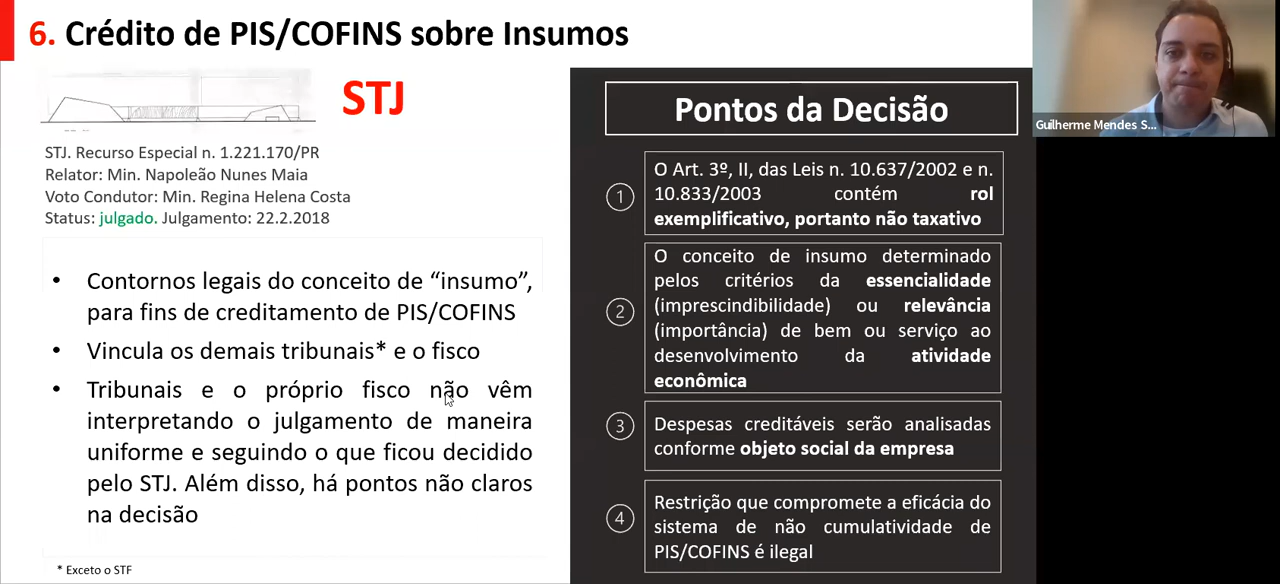 6. Crédito de PIS/COFINS sobre Insumos
STJ
STJ. Recurso Especial n. 1.221.170/PR
Relator: Min. Napoleão Nunes Maia
Voto Condutor: Min. Regina Helena Costa
Status: julgado. Julgamento: 22.2.2018
• Contornos legais do conceito de “insumo”,
para fins de creditamento de PIS/COFINS
• Vincula os demais tribunais* e o fisco
• Tribunais e o próprio fisco não vêm
interpretando o julgamento de maneira
uniforme e seguindo o que ficou decidido
pelo STJ. Além disso, há pontos não claros
na decisão
* Exceto o STF
Pontos da Decisão
1
O Art. 3º, II, das Leis n. 10.637/2002 e n.
10.833/2003 contém rol
exemplificativo, portanto não taxativo
2
O conceito de insumo determinado
pelos critérios da essencialidade
(imprescindibilidade) ou relevância
(importância) de bem ou serviço ao
desenvolvimento da atividade
econômica
3
Despesas creditáveis serão analisadas
conforme objeto social da empresa
4
Restrição que compromete a eficácia do
sistema de não cumulatividade de
PIS/COFINS é ilegal
Guilherme Mendes S...